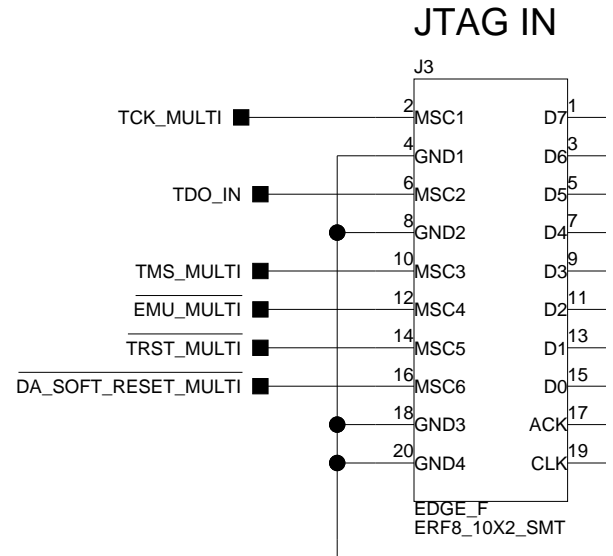 JTAG IN
J3
TCK_MULTI 2 MSC1 D7 1
4 GND1 D6 3
TDO_IN 6 MSC2 D5 5
8 GND2 D4 7
TMS_MULTI 10 MSC3 D3 9
EMU_MULTI 12 MSC4 D2 11
TRST_MULTI 14 MSC5 D1 13
DA_SOFT_RESET_MULTI 16 MSC6 D0 15
18 GND3 ACK 17
20 GND4 CLK 19
EDGE_F
ERF8_10X2_SMT